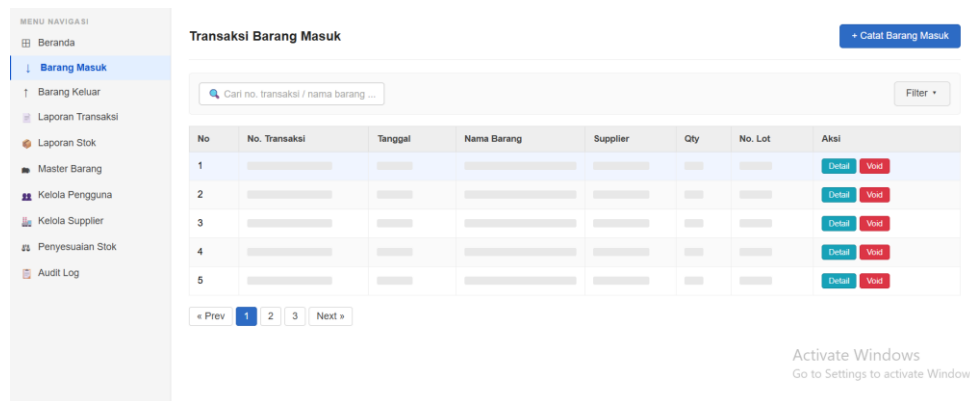 MENU NAVIGASI
Beranda
Barang Masuk
Barang Keluar
Laporan Transaksi
Laporan Stok
Master Barang
Kelola Pengguna
Kelola Supplier
Penyesuaian Stok
Audit Log
Transaksi Barang Masuk
+ Catat Barang Masuk
Cari no. transaksi / nama barang ...
Filter
No No. Transaksi Tanggal Nama Barang Supplier Qty No. Lot Aksi
1 Detail Void
2 Detail Void
3 Detail Void
4 Detail Void
5 Detail Void
« Prev 1 2 3 Next »
Activate Windows
Go to Settings to activate Window